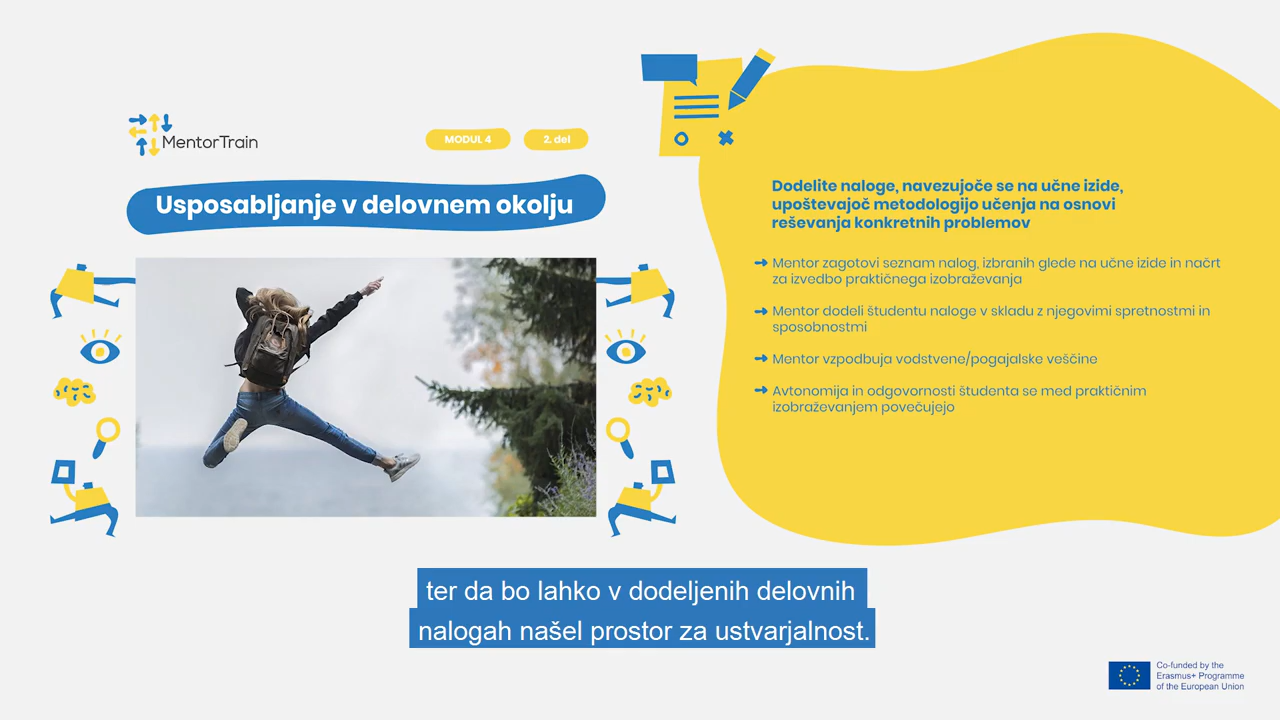 MentorTrain
MODUL 4
2. del
Usposabljanje v delovnem okolju
Dodelite naloge, navezujoče se na učne izide,
upoštevajoč metodologijo učenja na osnovi
reševanja konkretnih problemov
Mentor zagotovi seznam nalog, izbranih glede na učne izide in načrt
za izvedbo praktičnega izobraževanja
Mentor dodeli študentu naloge v skladu z njegovimi spretnostmi in
sposobnostmi
Mentor vzpodbuja vodstvene/pogajalske veščine
Avtonomija in odgovornosti študenta se med praktičnim
izobraževanjem povečujejo
ter da bo lahko v dodeljenih delovnih
nalogah našel prostor za ustvarjalnost.
Co-funded by the
Erasmus+ Programme
of the European Union